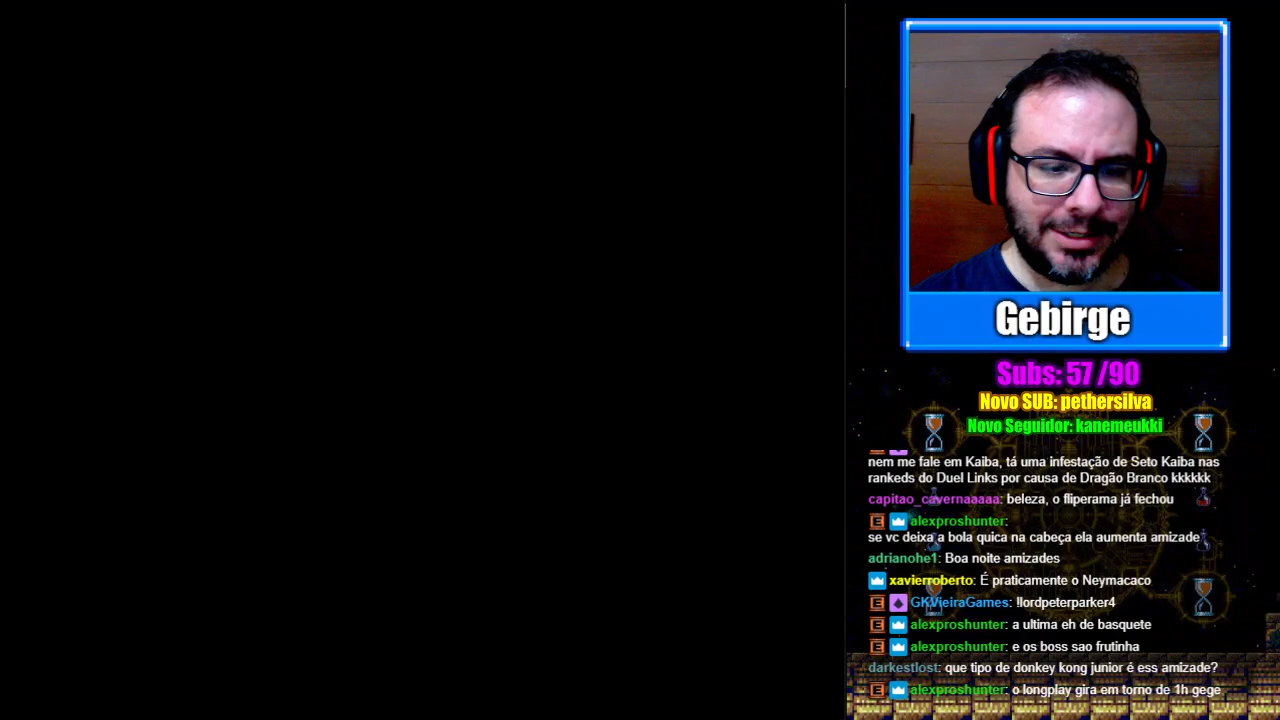 Gebirge
Subs: 57 /90
Novo SUB: pethersilva
Novo Seguidor: kanemeukki
nem me fale em Kaiba, tá uma infestação de Seto Kaiba nas
rankeds do Duel Links por causa de Dragão Branco kkkkkk
capitao_cavernaaaaa: beleza, o fliperama já fechou
E alexproshunter:
se vc deixa a bola quica na cabeça ela aumenta amizade
adrianohe1: Boa noite amizades
xavierroberto: É praticamente o Neymacaco
E GKVieiraGames: !lordpeterparker4
E alexproshunter: a ultima eh de basquete
E alexproshunter: e os boss sao frutinha
darkestlost: que tipo de donkey kong junior é ess amizade?
E alexproshunter: o longplay gira em torno de 1h gege